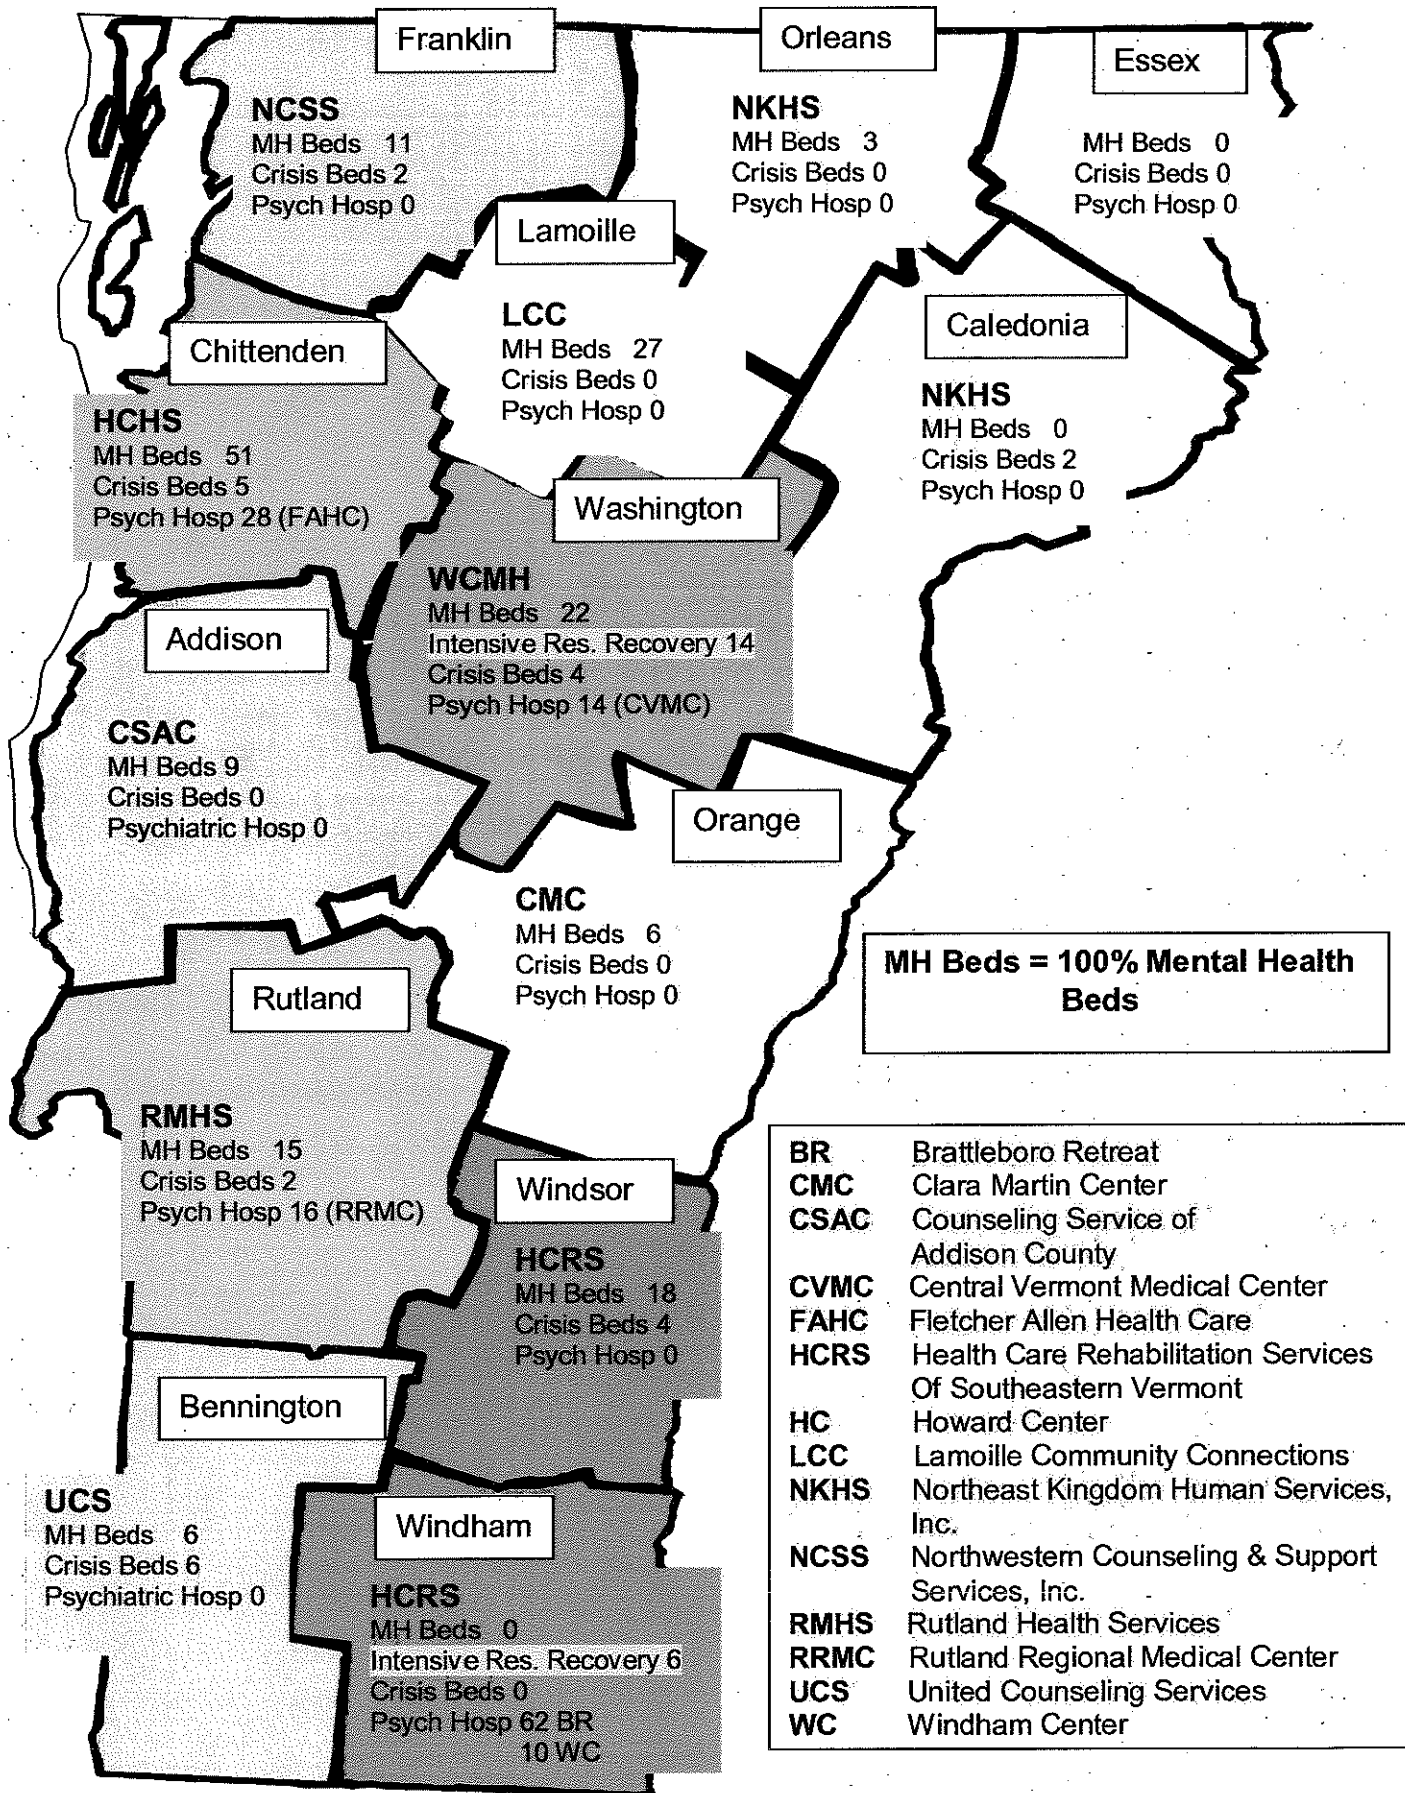 Franklin
Orleans
Essex
NCSS
MH Beds 11
Crisis Beds 2
Psych Hosp 0
NKHS
MH Beds 3
Crisis Beds 0
Psych Hosp 0
MH Beds 0
Crisis Beds 0
Psych Hosp 0
Lamoille
LCC
MH Beds 27
Crisis Beds 0
Psych Hosp 0
Caledonia
NKHS
MH Beds 0
Crisis Beds 2
Psych Hosp 0
Chittenden
HCHS
MH Beds 51
Crisis Beds 5
Psych Hosp 28 (FAHC)
Washington
WCMH
MH Beds 22
Intensive Res. Recovery 14
Crisis Beds 4
Psych Hosp 14 (CVMC)
Addison
CSAC
MH Beds 9
Crisis Beds 0
Psychiatric Hosp 0
Orange
CMC
MH Beds 6
Crisis Beds 0
Psych Hosp 0
MH Beds = 100% Mental Health
Beds
Rutland
RMHS
MH Beds 15
Crisis Beds 2
Psych Hosp 16 (RRMC)
Windsor
HCRS
MH Beds 18
Crisis Beds 4
Psych Hosp 0
Bennington
UCS
MH Beds 6
Crisis Beds 6
Psychiatric Hosp 0
Windham
HCRS
MH Beds 0
Intensive Res. Recovery 6
Crisis Beds 0
Psych Hosp 62 BR
10 WC
BR Brattleboro Retreat
CMC Clara Martin Center
CSAC Counseling Service of
Addison County
CVMC Central Vermont Medical Center
FAHC Fletcher Allen Health Care
HCRS Health Care Rehabilitation Services
Of Southeastern Vermont
HC Howard Center
LCC Lamoille Community Connections
NKHS Northeast Kingdom Human Services,
Inc.
NCSS Northwestern Counseling & Support
Services, Inc.
RMHS Rutland Health Services
RRMC Rutland Regional Medical Center
UCS United Counseling Services
WC Windham Center